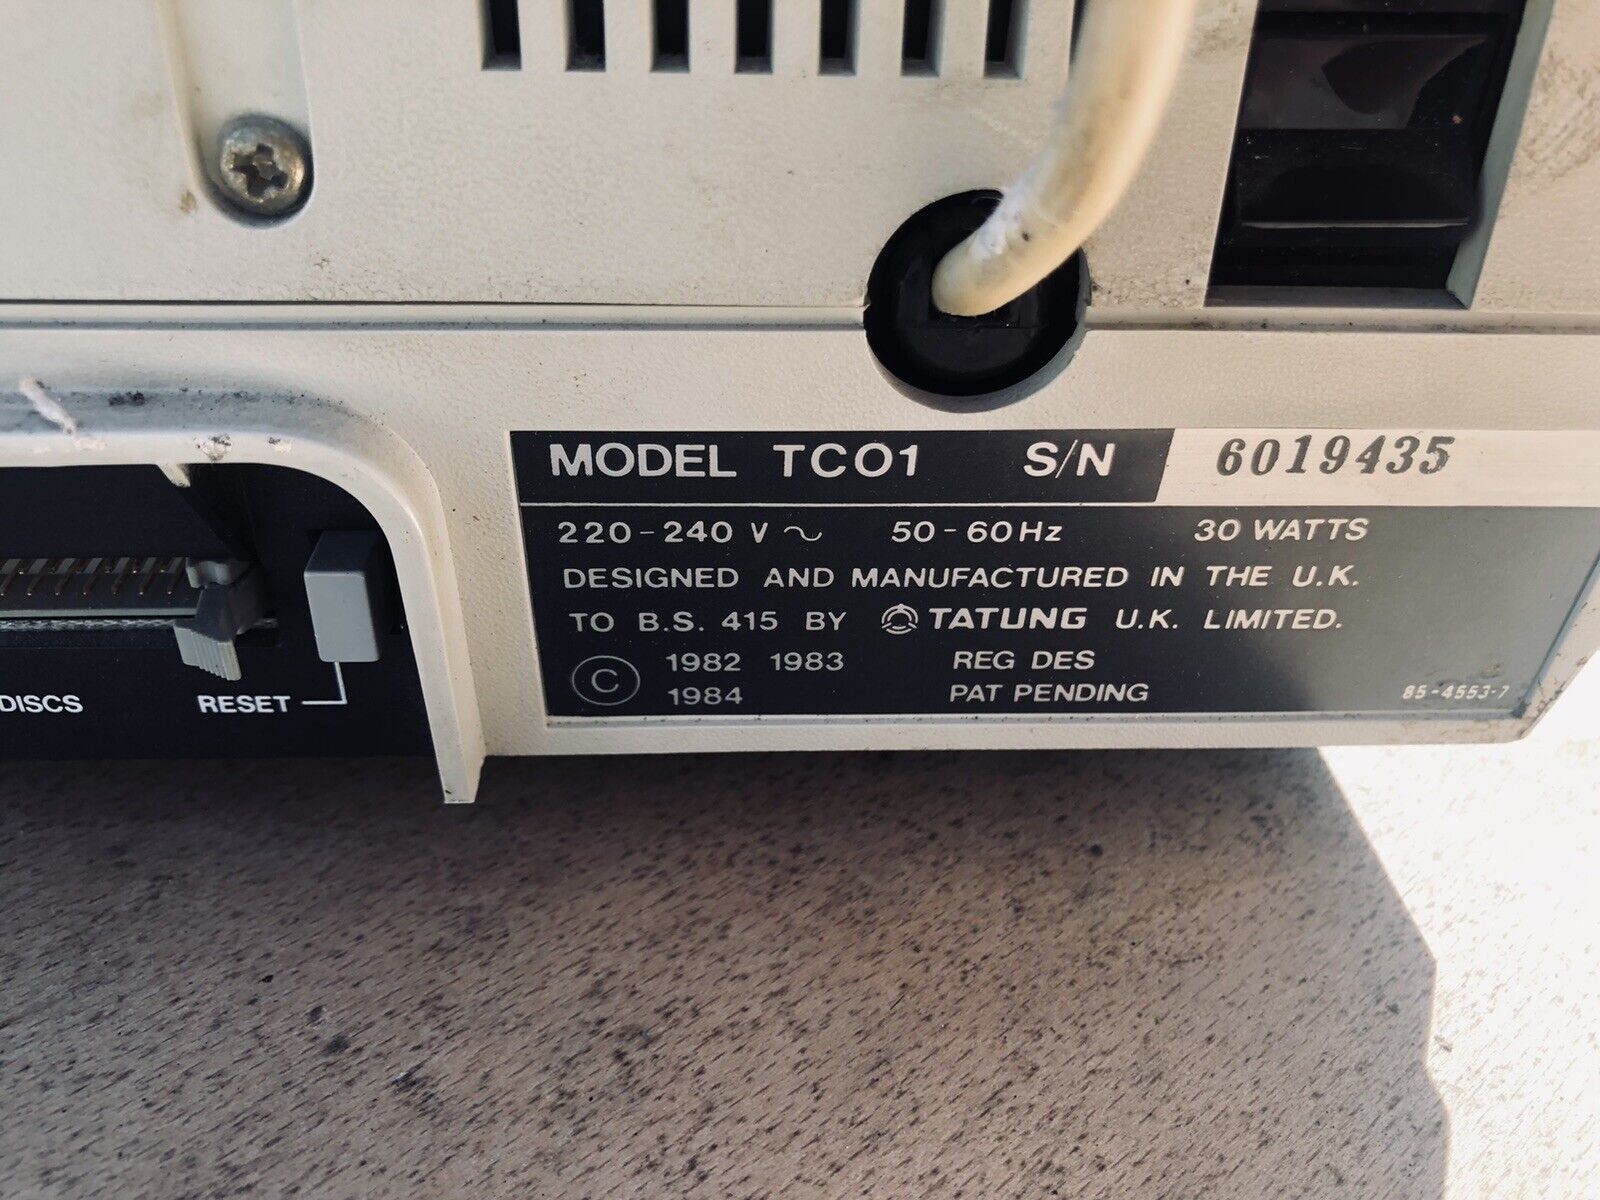 MODEL TC01 S/N 6019435
220-240 V ~ 50-60Hz 30 WATTS
DESIGNED AND MANUFACTURED IN THE U.K.
TO B.S. 415 BY TATUNG U.K. LIMITED.
© 1982 1983 REG DES
1984 PAT PENDING 85-4553-7
DISCS RESET